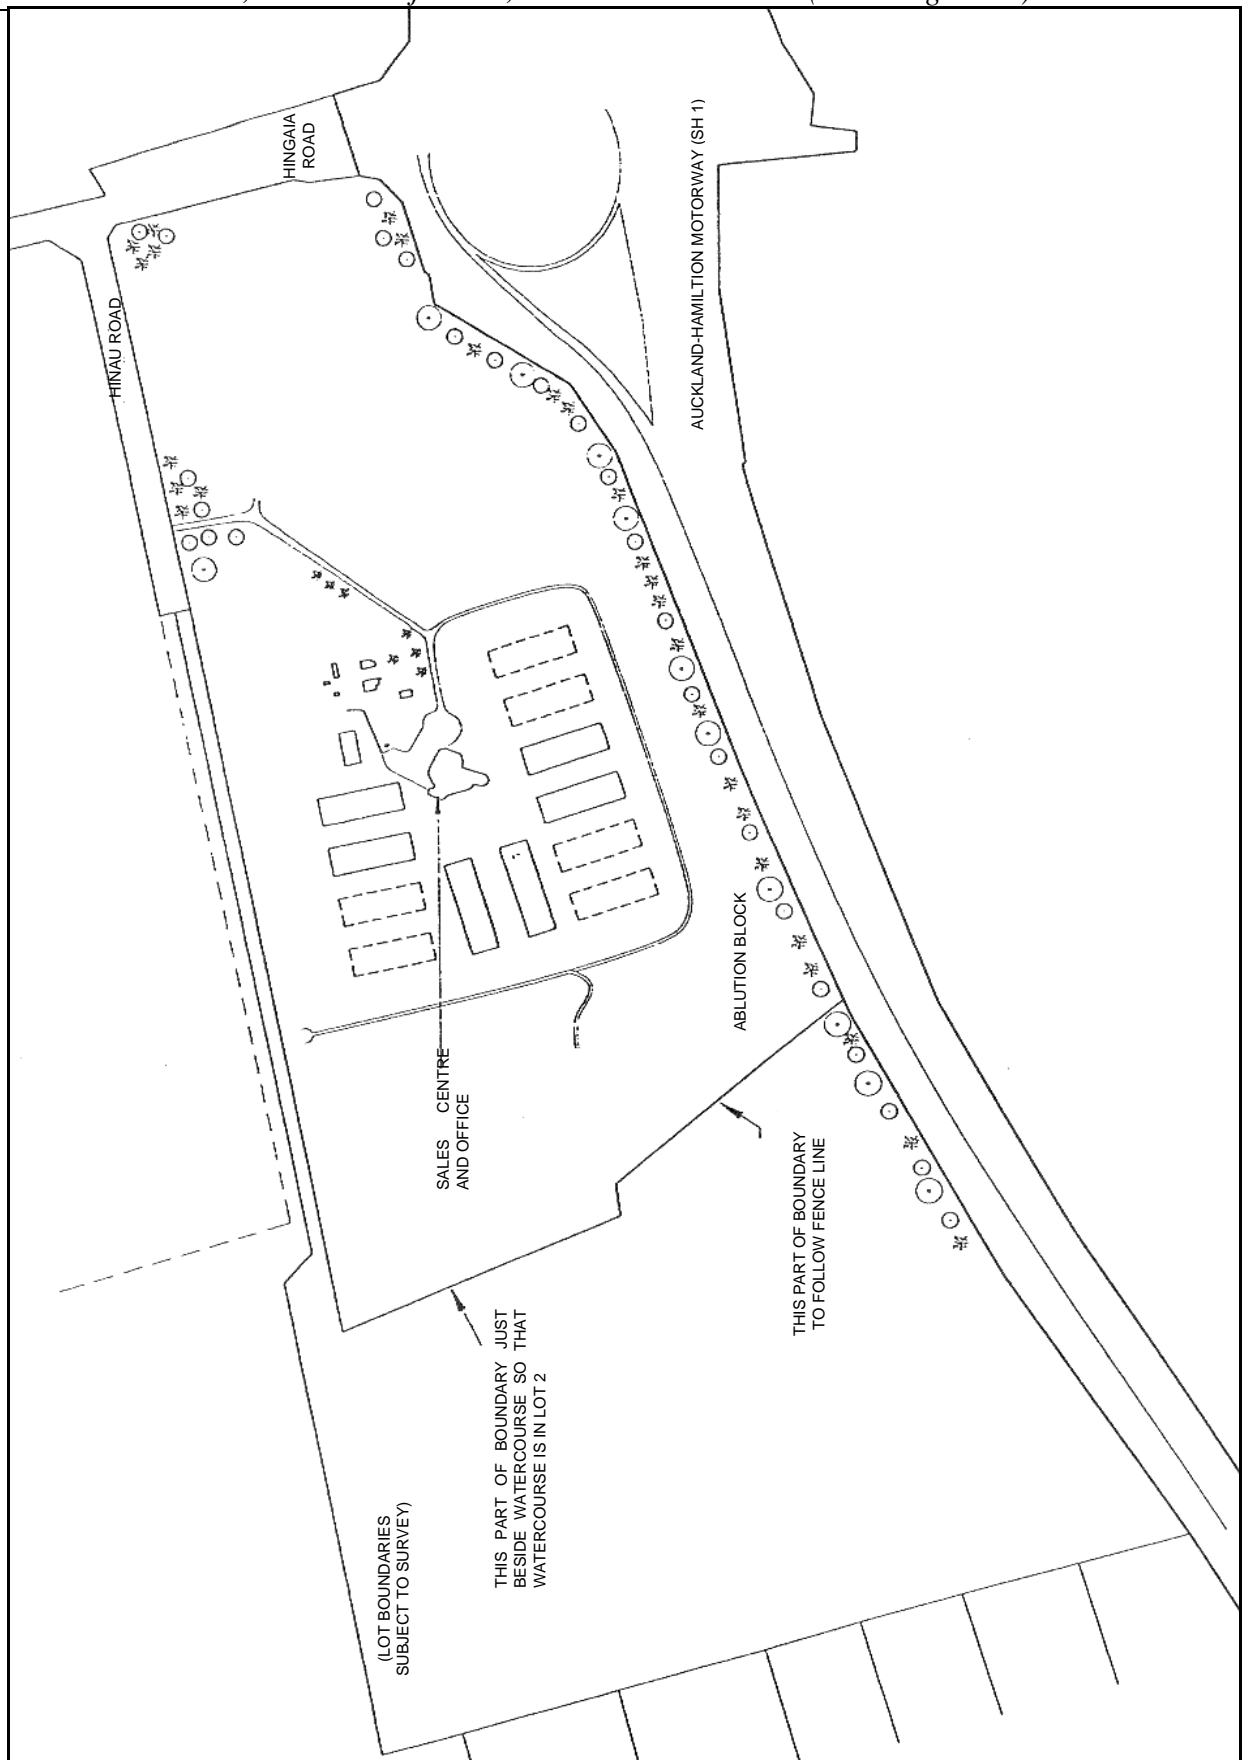 HINGAIA
ROAD
HINAU ROAD
AUCKLAND-HAMILTION MOTORWAY (SH 1)
ABLUTION BLOCK
SALES CENTRE
AND OFFICE
THIS PART OF BOUNDARY
TO FOLLOW FENCE LINE
THIS PART OF BOUNDARY JUST
BESIDE WATERCOURSE SO THAT
WATERCOURSE IS IN LOT 2
(LOT BOUNDARIES
SUBJECT TO SURVEY)